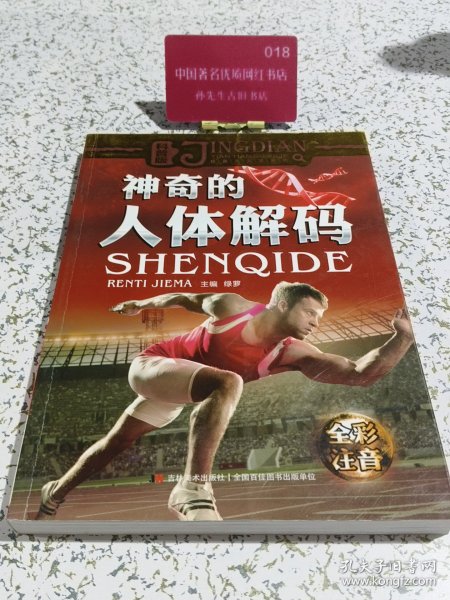 018
中国著名优质网红书店
孙先生古旧书店
JINGDIAN
神奇的
人体解码
SHENQIDE
RENTI JIEMA 主编 绿萝
全彩
注音
吉林美术出版社 | 全国百佳图书出版单位
孔夫子旧书网
www.kongfz.com